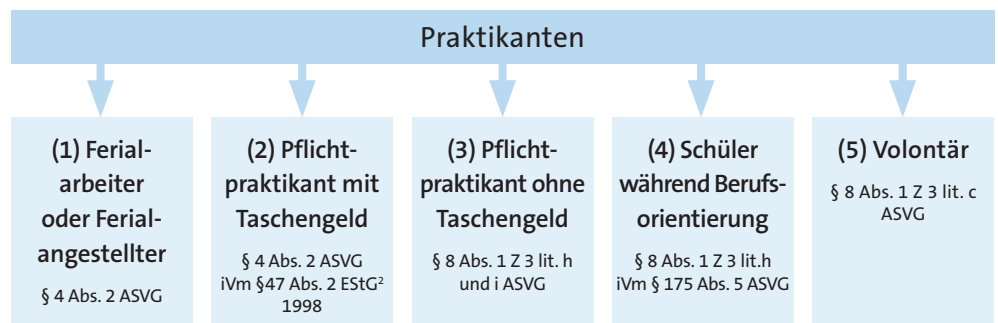 Praktikanten
(1) Ferial-
arbeiter
oder Ferial-
angestellter
§ 4 Abs. 2 ASVG
(2) Pflicht-
praktikant mit
Taschengeld
§ 4 Abs. 2 ASVG
iVm §47 Abs. 2 EStG²
1998
(3) Pflicht-
praktikant ohne
Taschengeld
§ 8 Abs. 1 Z 3 lit. h
und i ASVG
(4) Schüler
während Berufs-
orientierung
§ 8 Abs. 1 Z 3 lit.h
iVm § 175 Abs. 5 ASVG
(5) Volontär
§ 8 Abs. 1 Z 3 lit. c
ASVG